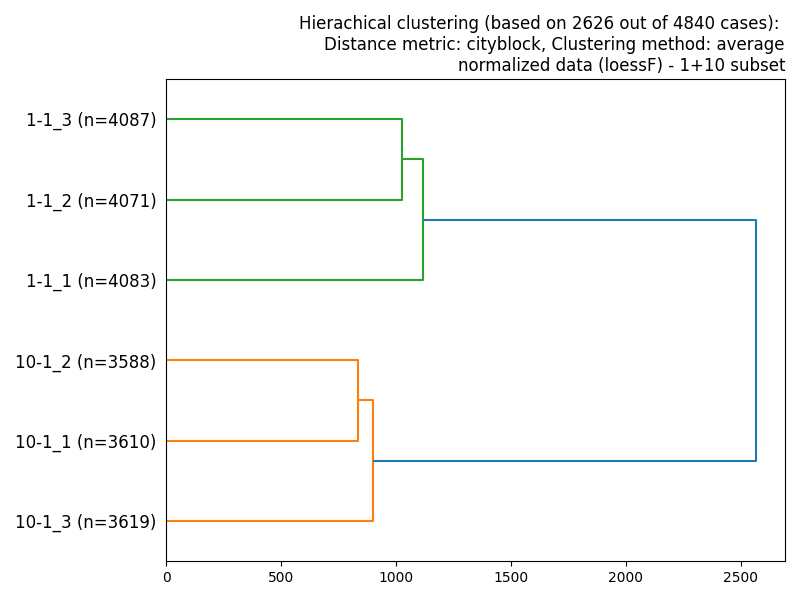 Hierachical clustering (based on 2626 out of 4840 cases):
Distance metric: cityblock, Clustering method: average
normalized data (loessF) - 1+10 subset
1-1_3 (n=4087)
1-1_2 (n=4071)
1-1_1 (n=4083)
10-1_2 (n=3588)
10-1_1 (n=3610)
10-1_3 (n=3619)
0 500 1000 1500 2000 2500